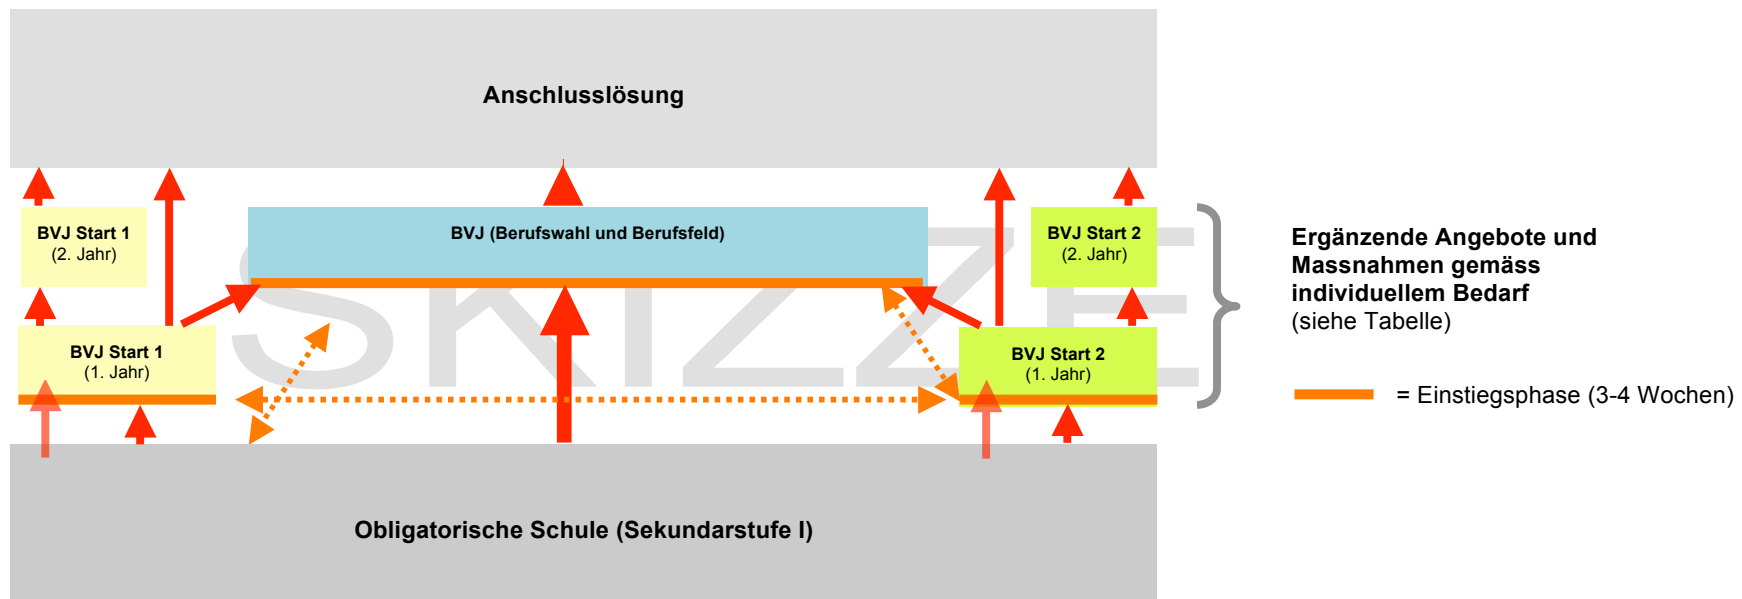 Anschlusslösung
BVJ Start 1
(2. Jahr)
BVJ (Berufswahl und Berufsfeld)
BVJ Start 2
(2. Jahr)
Ergänzende Angebote und
Massnahmen gemäss
individuellem Bedarf
(siehe Tabelle)
SKIZZE
BVJ Start 1
(1. Jahr)
BVJ Start 2
(1. Jahr)
= Einstiegsphase (3-4 Wochen)
Obligatorische Schule (Sekundarstufe I)